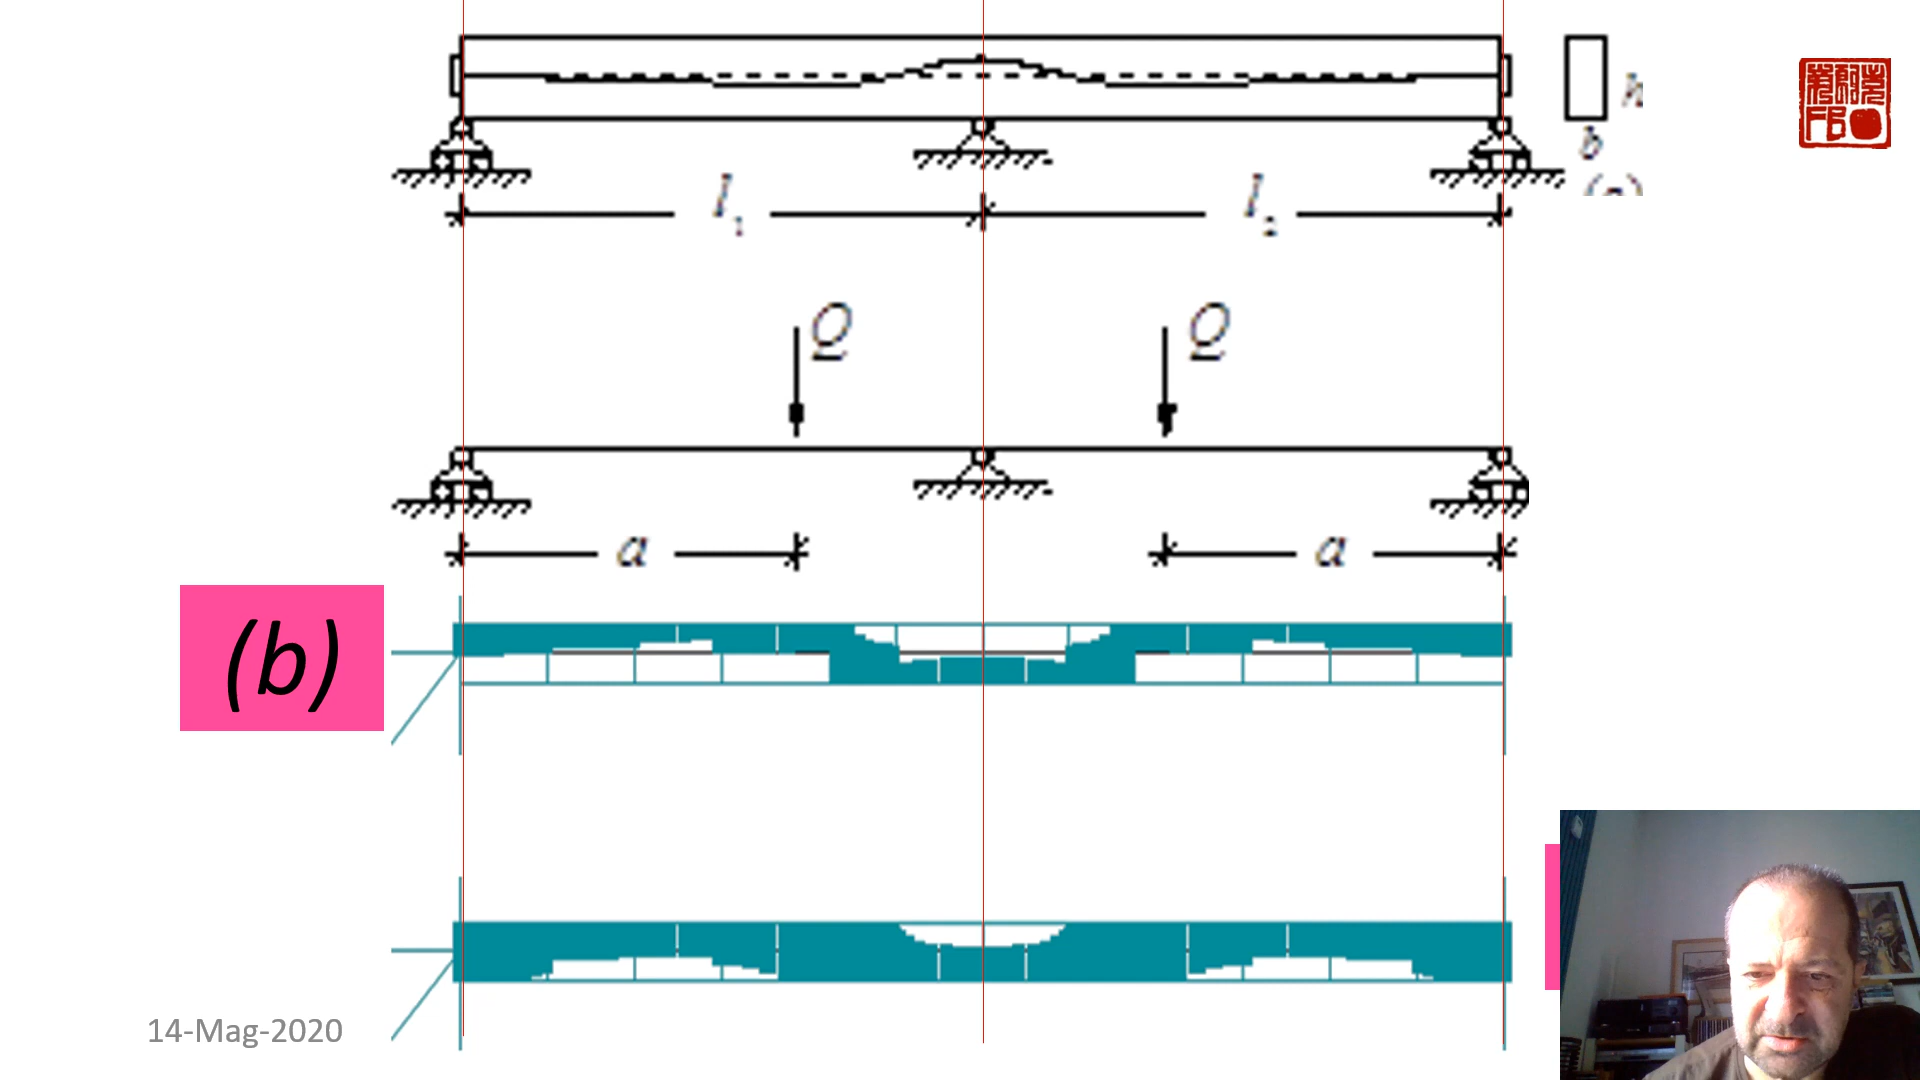 h
b
l₁ l₂
Q Q
a a
(b)
14-Mag-2020